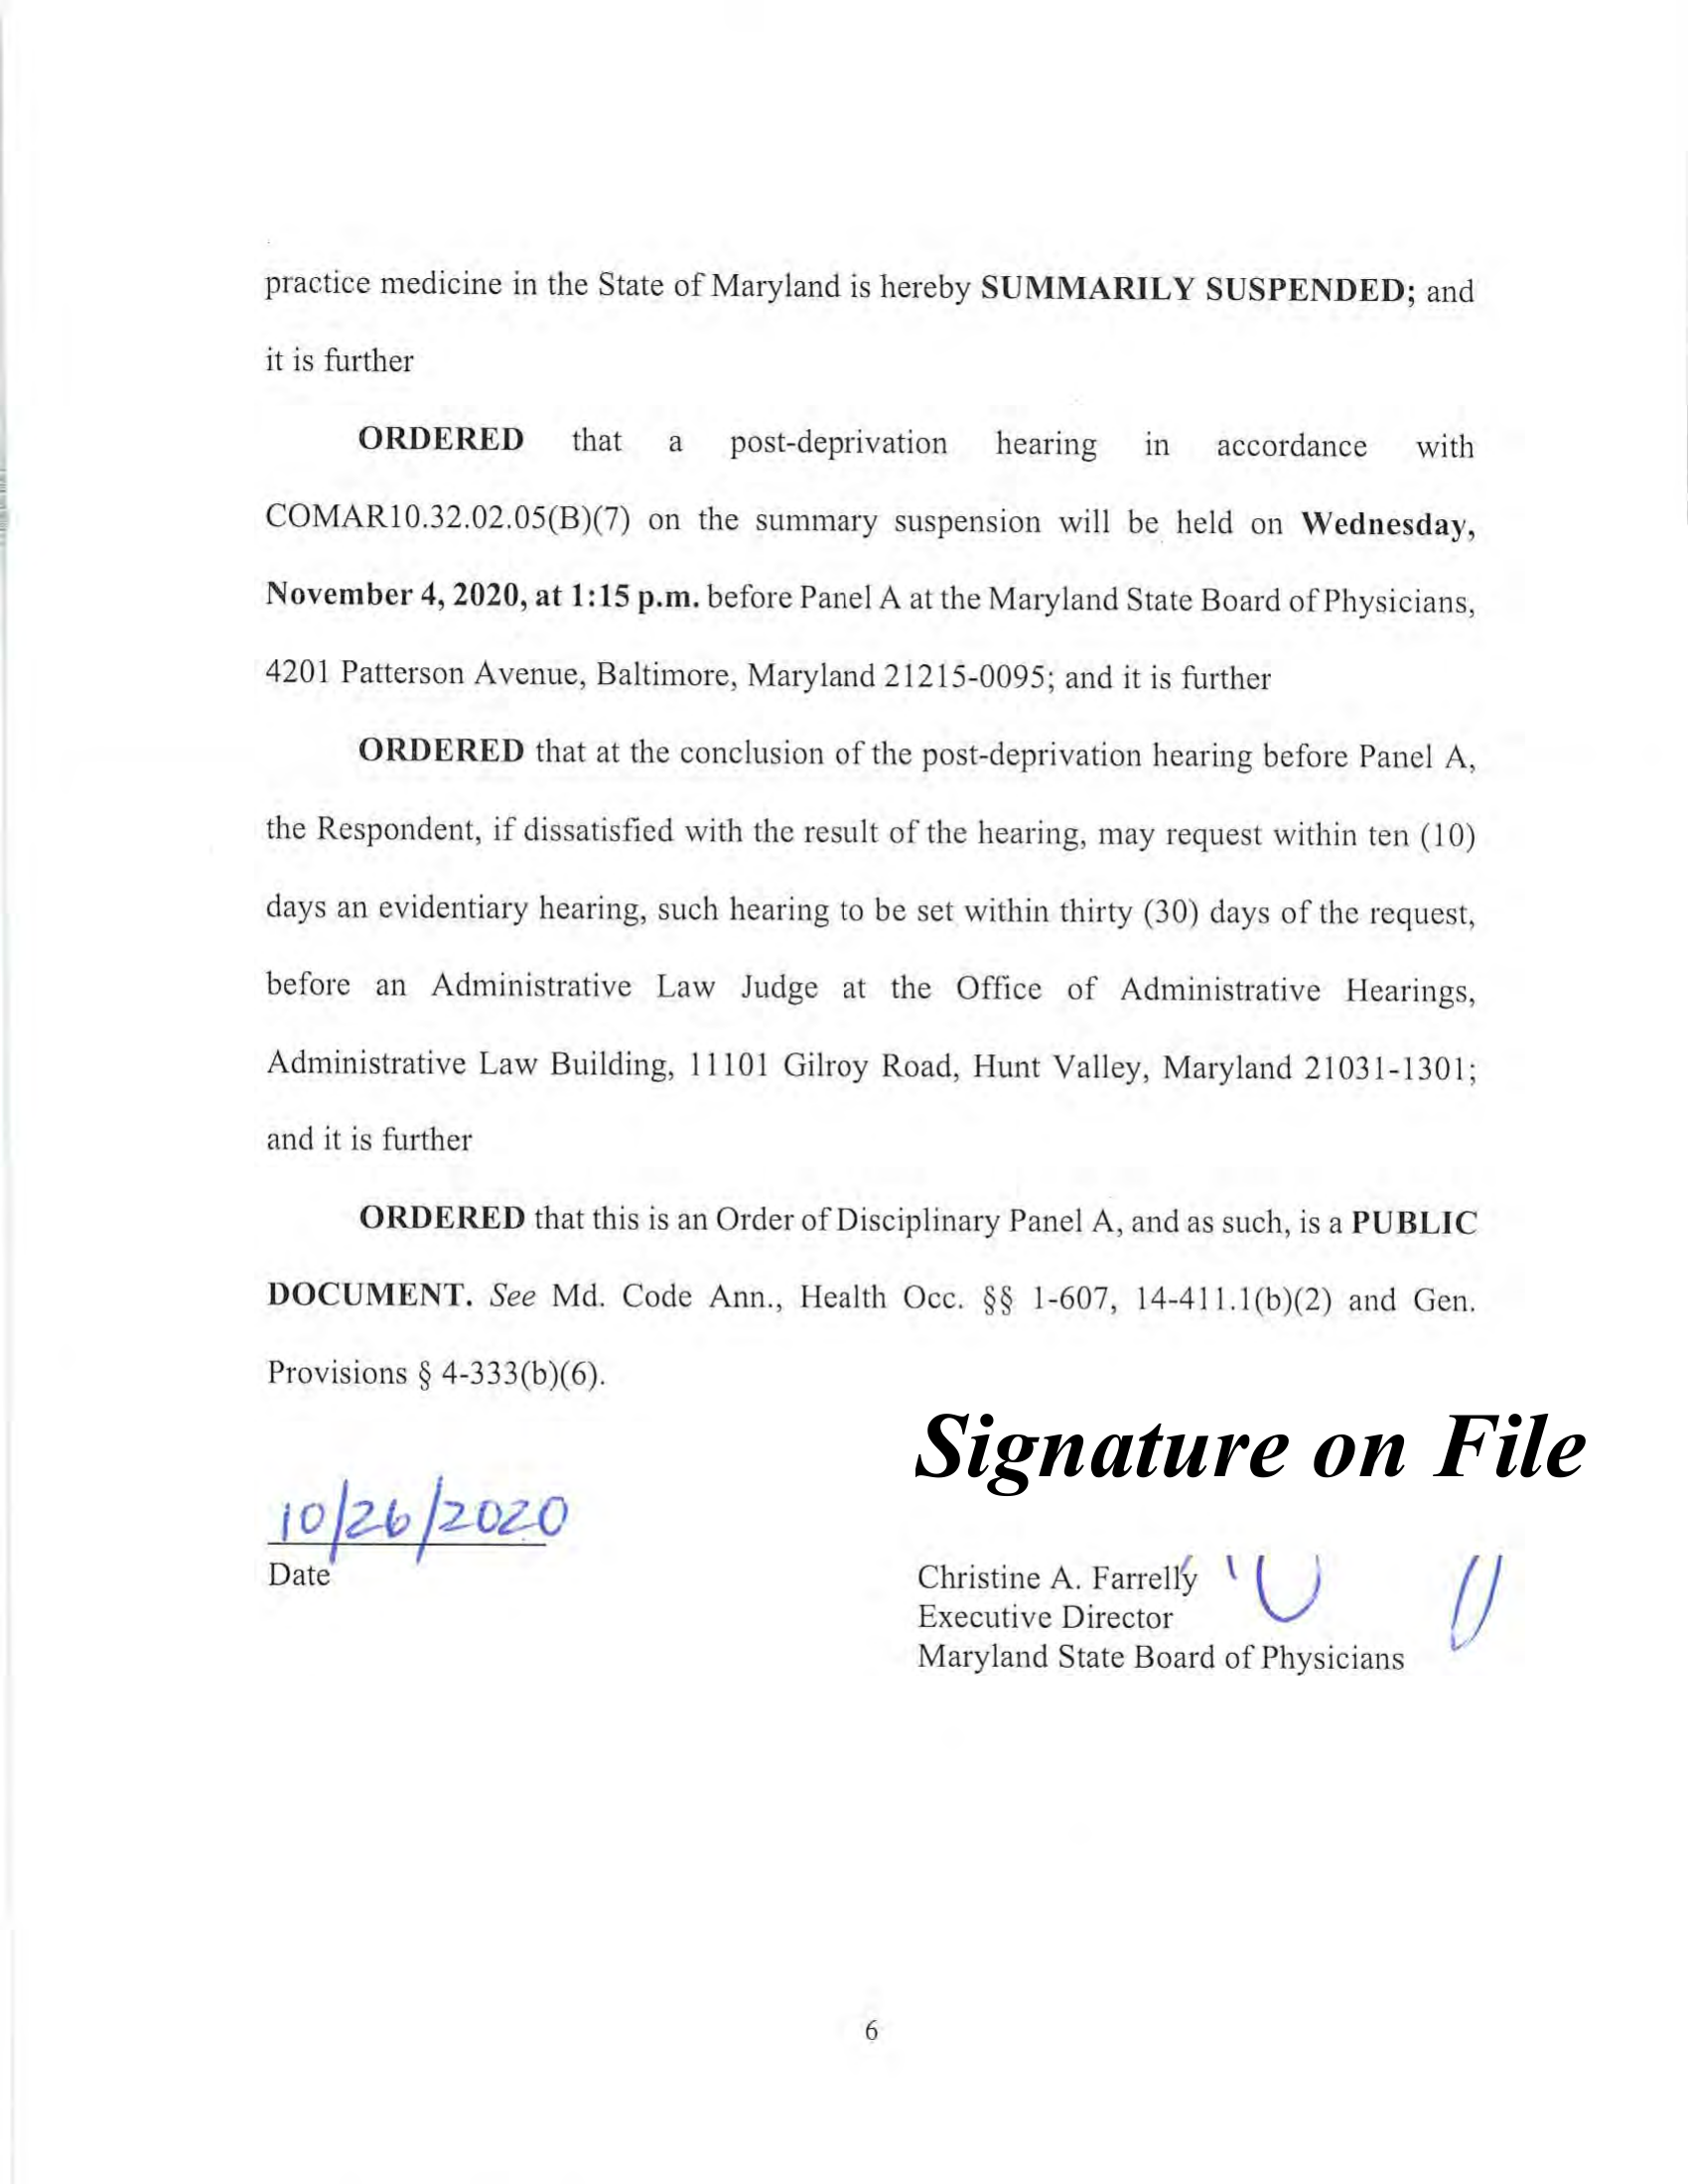 practice medicine in the State of Maryland is hereby SUMMARILY SUSPENDED; and
it is further
ORDERED that a post-deprivation hearing in accordance with
COMAR10.32.02.05(B)(7) on the summary suspension will be held on Wednesday,
November 4, 2020, at 1:15 p.m. before Panel A at the Maryland State Board of Physicians,
4201 Patterson Avenue, Baltimore, Maryland 21215-0095; and it is further
ORDERED that at the conclusion of the post-deprivation hearing before Panel A,
the Respondent, if dissatisfied with the result of the hearing, may request within ten (10)
days an evidentiary hearing, such hearing to be set within thirty (30) days of the request,
before an Administrative Law Judge at the Office of Administrative Hearings,
Administrative Law Building, 11101 Gilroy Road, Hunt Valley, Maryland 21031-1301;
and it is further
ORDERED that this is an Order of Disciplinary Panel A, and as such, is a PUBLIC
DOCUMENT. See Md. Code Ann., Health Occ. §§ 1-607, 14-411.1(b)(2) and Gen.
Provisions § 4-333(b)(6).
Signature on File
10/26/2020
Date
Christine A. Farrelly
Executive Director
Maryland State Board of Physicians
6